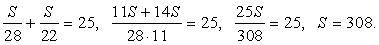 S/28 + S/22 = 25, (11S + 14S)/(28·11) = 25, 25S/308 = 25, S = 308.